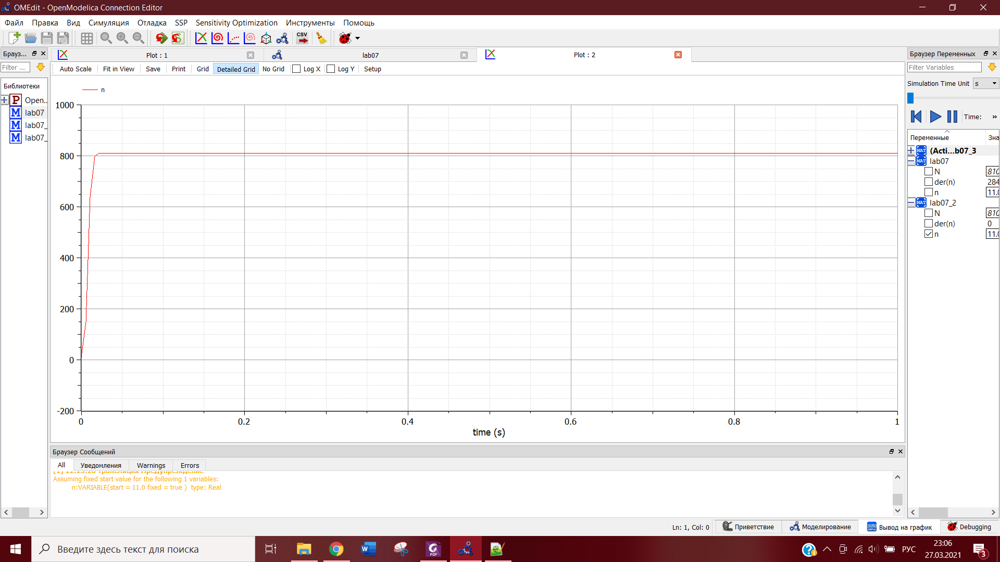 OMEdit - OpenModelica Connection Editor
Файл Правка Вид Симуляция Отладка SSP Sensitivity Optimization Инструменты Помощь
CSV
Брауз... Plot : 1 lab07 Plot : 2 Браузер Переменных
Filter ... Auto Scale Fit in View Save Print Grid Detailed Grid No Grid Log X Log Y Setup Filter Variables
Библиотеки
P Open..
M lab07
M lab07_
M lab07_
Simulation Time Unit s
Time: »
Переменные Зна
MAT (Acti...b07_3
MAT lab07
N 810
der(n) 284
n 11.0
MAT lab07_2
N 810
der(n) 0
n 11.0
n
1000
800
600
400
200
0
-200
0 0.2 0.4 0.6 0.8 1
time (s)
Браузер Сообщений
All Уведомления Warnings Errors
Assuming fixed start value for the following 1 variables:
n:VARIABLE(start = 11.0 fixed = true ) type: Real
Ln: 1, Col: 0 Приветствие Моделирование Вывод на график Debugging
Введите здесь текст для поиска
PDF
РУС
23:06
27.03.2021
3